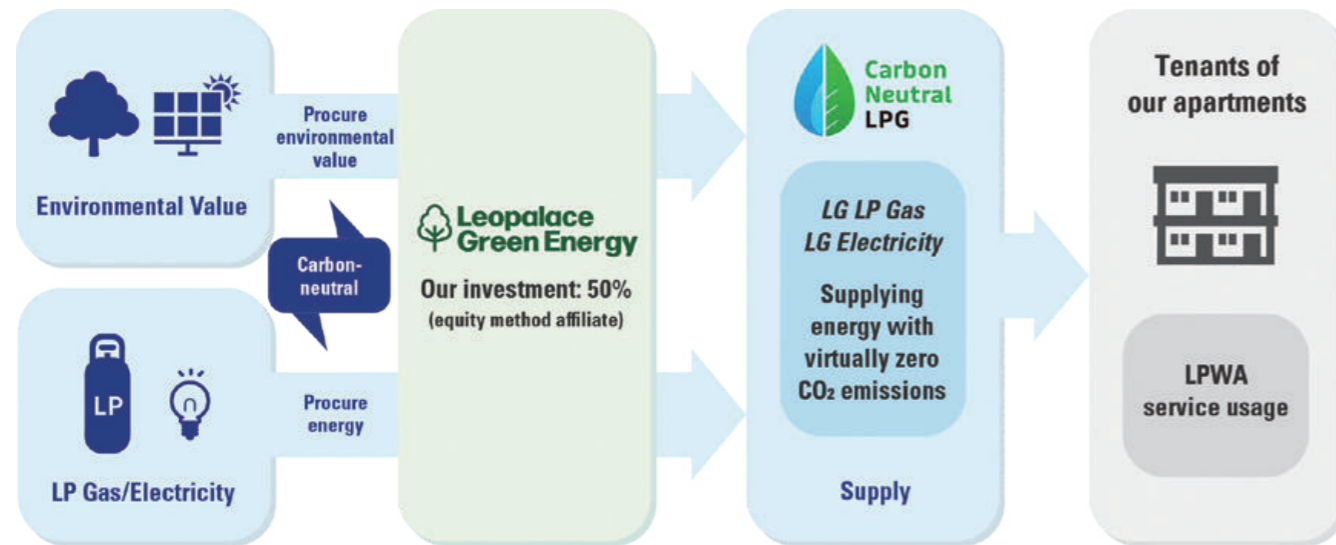 Environmental Value
Procure
environmental
value
Carbon-
neutral
LP
LP Gas/Electricity
Procure
energy
Leopalace
Green Energy
Our investment: 50%
(equity method affiliate)
Carbon
Neutral
LPG
LG LP Gas
LG Electricity
Supplying
energy with
virtually zero
CO₂ emissions
Supply
Tenants of
our apartments
LPWA
service usage